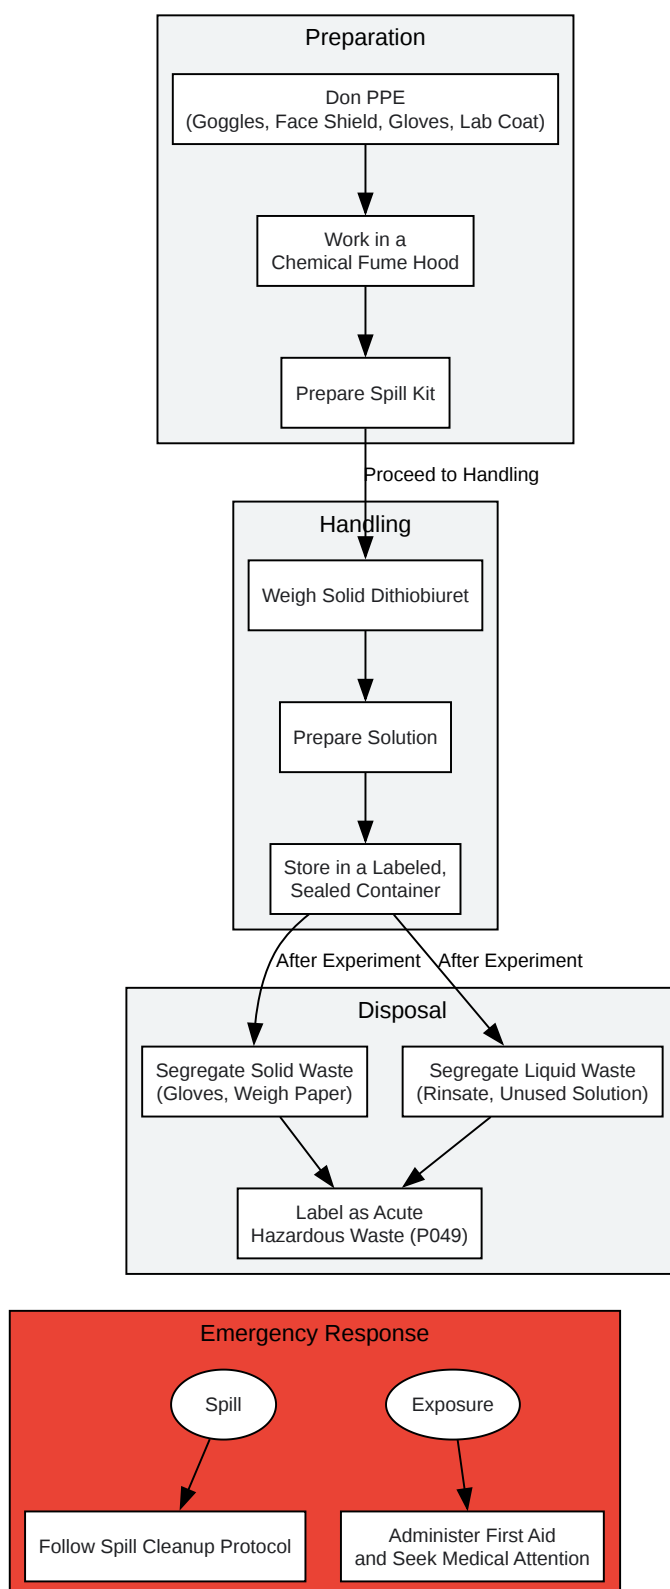 Preparation
Don PPE
(Goggles, Face Shield, Gloves, Lab Coat)
Work in a
Chemical Fume Hood
Prepare Spill Kit
Proceed to Handling
Handling
Weigh Solid Dithiobiuret
Prepare Solution
Store in a Labeled,
Sealed Container
After Experiment
After Experiment
Disposal
Segregate Solid Waste
(Gloves, Weigh Paper)
Segregate Liquid Waste
(Rinsate, Unused Solution)
Label as Acute
Hazardous Waste (P049)
Emergency Response
Spill
Exposure
Follow Spill Cleanup Protocol
Administer First Aid
and Seek Medical Attention